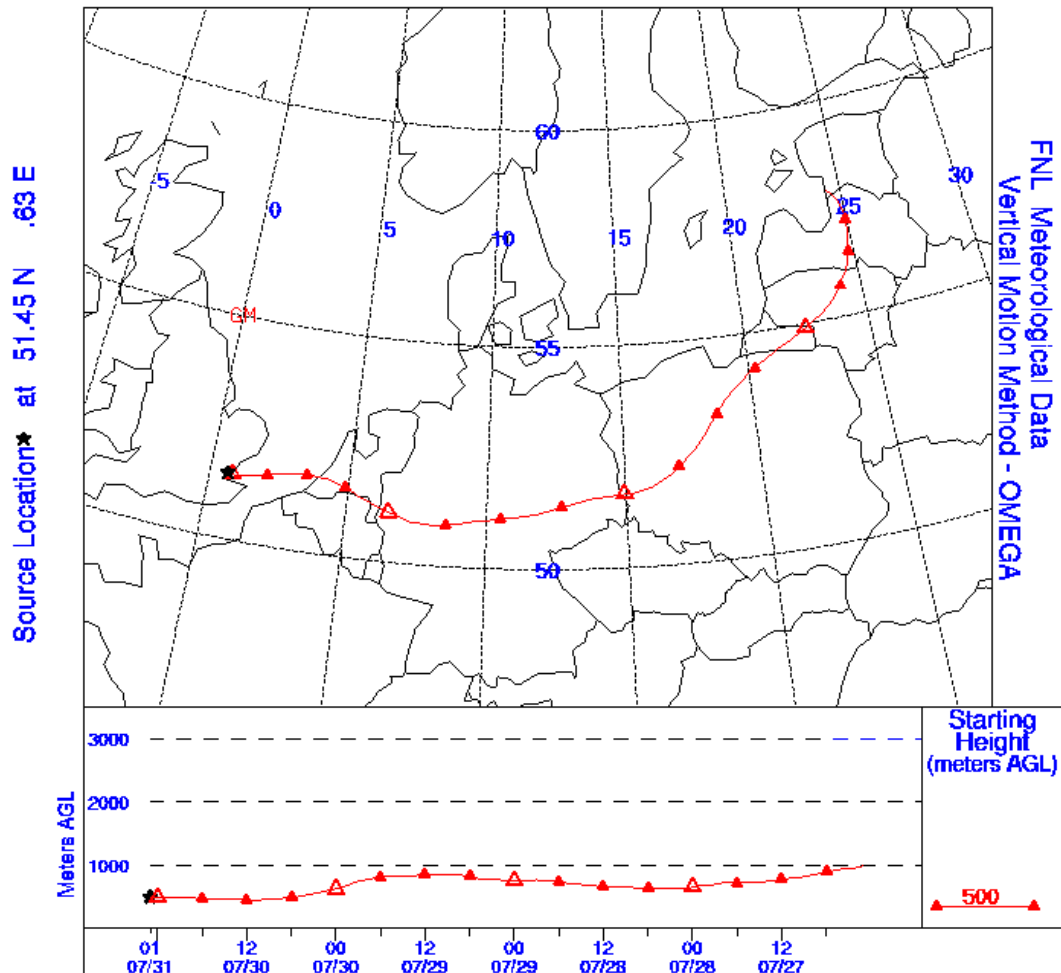 Source Location ★ at 51.45 N .63 E
-5
0
5
10
15
20
25
30
60
55
50
GM
FNL Meteorological Data
Vertical Motion Method - OMEGA
Meters AGL
3000
2000
1000
01 12 00 12 00 12 00 12
07/31 07/30 07/30 07/29 07/29 07/28 07/28 07/27
Starting
Height
(meters AGL)
500